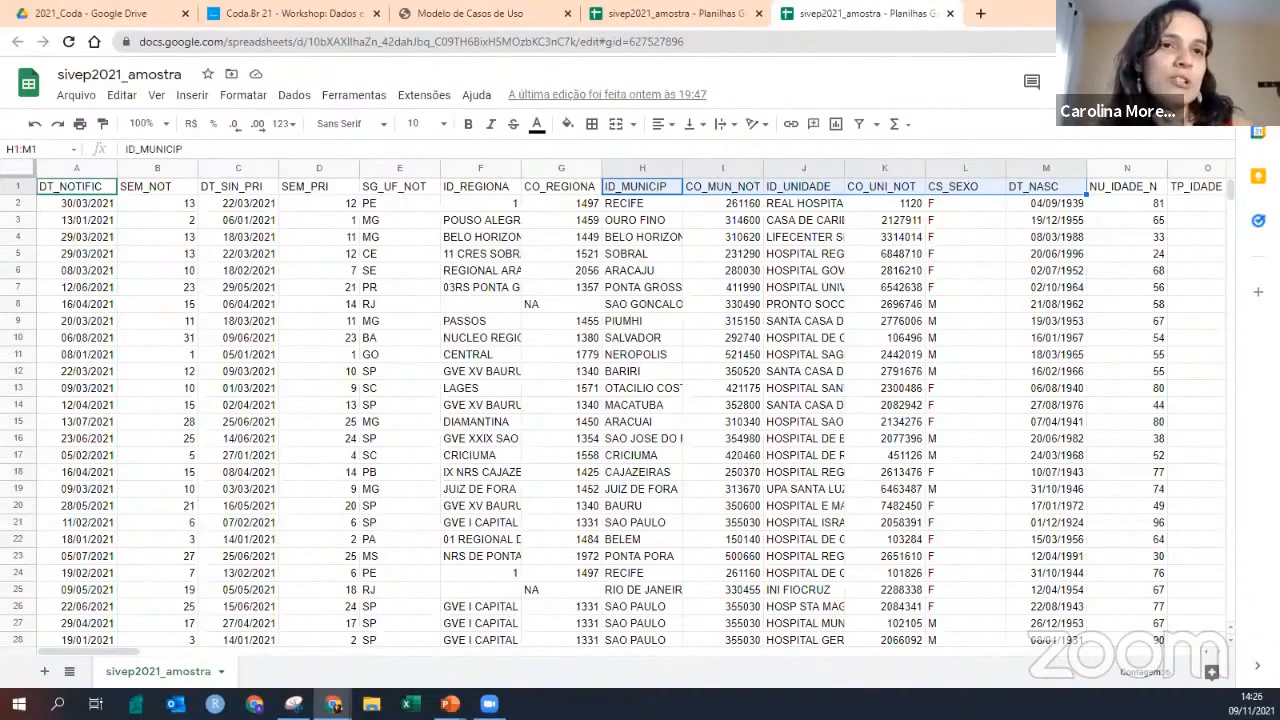 2021_Coda - Google Drive
Coda.Br 21 - Workshop: Dados e
Modelo de Casos de Uso
sivep2021_amostra - Planilhas G
sivep2021_amostra - Planilhas G
docs.google.com/spreadsheets/d/10bXAXIlhaZn_42dahJbq_C09TH6BixH5MOzbKC3nC7k/edit#gid=627527896
sivep2021_amostra
Arquivo Editar Ver Inserir Formatar Dados Ferramentas Extensões Ajuda A última edição foi feita ontem às 19:47
Carolina More...
100% R$ % .0 .00 123 Sans Serif 10 B I S A
H1:M1 fx ID_MUNICIP
A B C D E F G H I J K L M N O
1 DT_NOTIFIC SEM_NOT DT_SIN_PRI SEM_PRI SG_UF_NOT ID_REGIONA CO_REGIONA ID_MUNICIP CO_MUN_NOT ID_UNIDADE CO_UNI_NOT CS_SEXO DT_NASC NU_IDADE_N TP_IDADE
2 30/03/2021 13 22/03/2021 12 PE 1 1497 RECIFE 261160 REAL HOSPITA 1120 F 04/09/1939 81
3 13/01/2021 2 06/01/2021 1 MG POUSO ALEGR 1459 OURO FINO 314600 CASA DE CARI 2127911 F 19/12/1955 65
4 29/03/2021 13 18/03/2021 11 MG BELO HORIZON 1449 BELO HORIZON 310620 LIFECENTER S 3314014 F 08/03/1988 33
5 29/03/2021 13 22/03/2021 12 CE 11 CRES SOBR 1521 SOBRAL 231290 HOSPITAL REG 6848710 F 20/06/1996 24
6 08/03/2021 10 18/02/2021 7 SE REGIONAL ARA 2056 ARACAJU 280030 HOSPITAL GOV 2816210 F 02/07/1952 68
7 12/06/2021 23 29/05/2021 21 PR 03RS PONTA G 1357 PONTA GROSS 411990 HOSPITAL UNIV 6542638 F 02/10/1964 56
8 16/04/2021 15 06/04/2021 14 RJ NA SAO GONCALO 330490 PRONTO SOCO 2696746 M 21/08/1962 58
9 20/03/2021 11 18/03/2021 11 MG PASSOS 1455 PIUMHI 315150 SANTA CASA D 2776006 M 19/03/1953 67
10 06/08/2021 31 09/06/2021 23 BA NUCLEO REGIO 1380 SALVADOR 292740 HOSPITAL DE C 106496 M 16/01/1967 54
11 08/01/2021 1 05/01/2021 1 GO CENTRAL 1779 NEROPOLIS 521450 HOSPITAL SAG 2442019 M 18/03/1965 55
12 22/03/2021 12 09/03/2021 10 SP GVE XV BAURU 1340 BARIRI 350520 SANTA CASA D 2791676 M 16/02/1966 55
13 09/03/2021 10 01/03/2021 9 SC LAGES 1571 OTACILIO COST 421175 HOSPITAL SAN 2300486 F 06/08/1940 80
14 12/04/2021 15 02/04/2021 13 SP GVE XV BAURU 1340 MACATUBA 352800 SANTA CASA D 2082942 F 27/08/1976 44
15 13/07/2021 28 25/06/2021 25 MG DIAMANTINA 1450 ARACUAI 310340 HOSPITAL SAO 2134276 F 07/04/1941 80
16 23/06/2021 25 14/06/2021 24 SP GVE XXIX SAO 1354 SAO JOSE DO 354980 HOSPITAL DE B 2077396 M 20/06/1982 38
17 05/02/2021 5 27/01/2021 4 SC CRICIUMA 1558 CRICIUMA 420460 HOSPITAL DE R 451126 M 24/03/1968 52
18 16/04/2021 15 08/04/2021 14 PB IX NRS CAJAZE 1425 CAJAZEIRAS 250370 HOSPITAL REG 2613476 F 10/07/1943 77
19 09/03/2021 10 03/03/2021 9 MG JUIZ DE FORA 1452 JUIZ DE FORA 313670 UPA SANTA LUZ 6463487 M 31/10/1946 74
20 28/05/2021 21 16/05/2021 20 SP GVE XV BAURU 1340 BAURU 350600 HOSPITAL E MA 7482450 F 17/01/1972 49
21 11/02/2021 6 07/02/2021 6 SP GVE I CAPITAL 1331 SAO PAULO 355030 HOSPITAL ISRA 2058391 F 01/12/1924 96
22 18/01/2021 3 14/01/2021 2 PA 01 REGIONAL D 1484 BELEM 150140 HOSPITAL DE C 103284 F 15/03/1956 64
23 05/07/2021 27 25/06/2021 25 MS NRS DE PONTA 1972 PONTA PORA 500660 HOSPITAL REG 2651610 F 12/04/1991 30
24 19/02/2021 7 13/02/2021 6 PE 1 1497 RECIFE 261160 HOSPITAL DE C 101826 F 31/10/1944 76
25 09/05/2021 19 05/05/2021 18 RJ NA RIO DE JANEIR 330455 INI FIOCRUZ 2288338 F 12/04/1954 67
26 22/06/2021 25 15/06/2021 24 SP GVE I CAPITAL 1331 SAO PAULO 355030 HOSP STA MAG 2084341 F 22/08/1943 77
27 29/04/2021 17 27/04/2021 17 SP GVE I CAPITAL 1331 SAO PAULO 355030 HOSPITAL MUN 102105 M 26/12/1953 67
28 19/01/2021 3 14/01/2021 2 SP GVE I CAPITAL 1331 SAO PAULO 355030 HOSPITAL GER 2066092 M 08/01/1931 90
zoom
sivep2021_amostra
14:26
09/11/2021